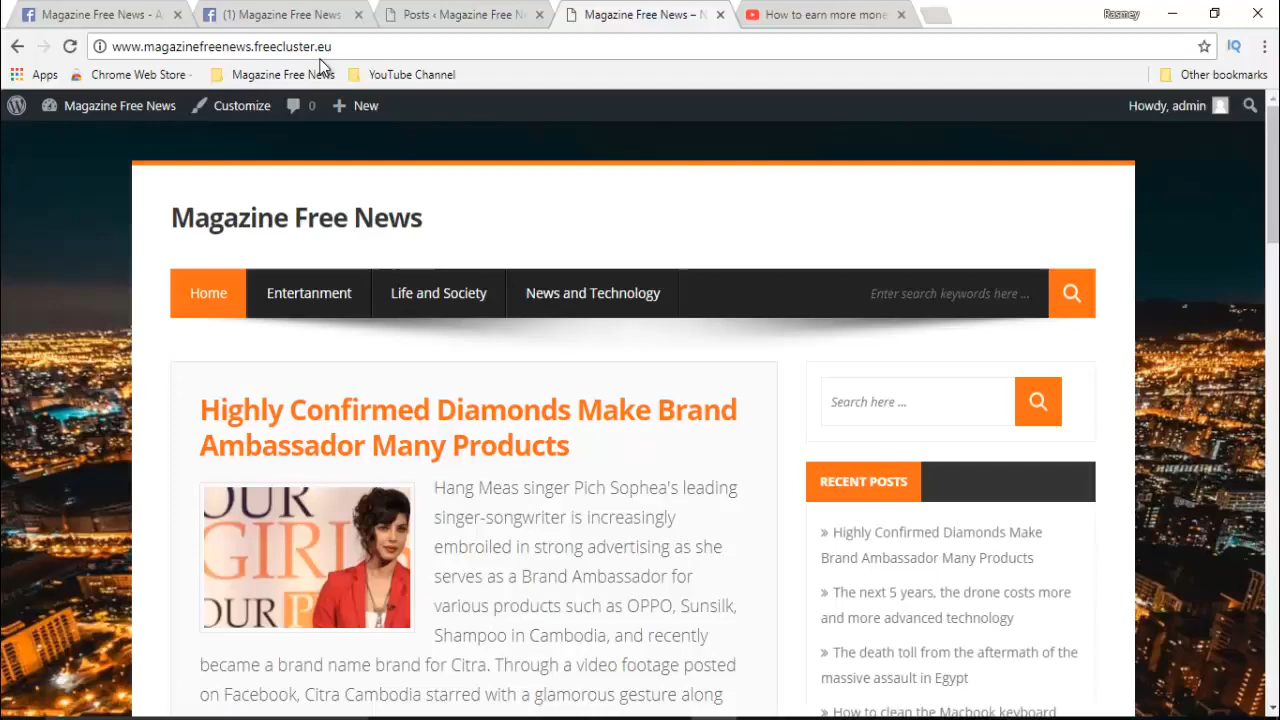 Magazine Free News - A
(1) Magazine Free News
Posts ‹ Magazine Free N
Magazine Free News – N
How to earn more mone
Rasmey
www.magazinefreenews.freecluster.eu
Apps
Chrome Web Store -
Magazine Free News
YouTube Channel
Other bookmarks
Magazine Free News
Customize
0
New
Howdy, admin
Magazine Free News
Home
Entertanment
Life and Society
News and Technology
Enter search keywords here ...
Highly Confirmed Diamonds Make Brand
Ambassador Many Products
OUR
GIRL
OUR P
Hang Meas singer Pich Sophea's leading
singer-songwriter is increasingly
embroiled in strong advertising as she
serves as a Brand Ambassador for
various products such as OPPO, Sunsilk,
Shampoo in Cambodia, and recently
became a brand name brand for Citra. Through a video footage posted
on Facebook, Citra Cambodia starred with a glamorous gesture along
Search here ...
RECENT POSTS
» Highly Confirmed Diamonds Make
Brand Ambassador Many Products
» The next 5 years, the drone costs more
and more advanced technology
» The death toll from the aftermath of the
massive assault in Egypt
» How to clean the Macbook keyboard